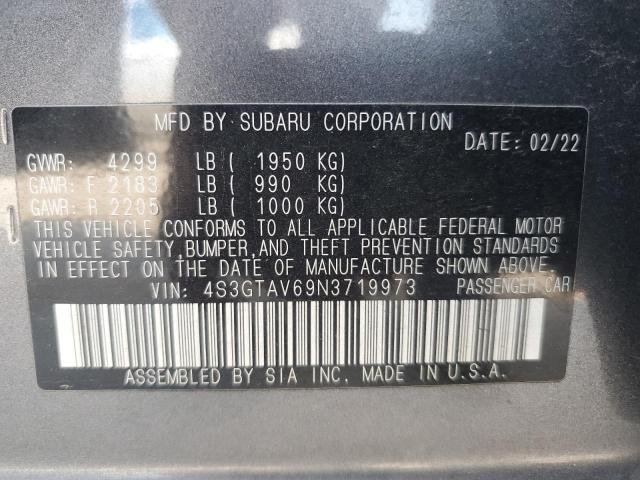 MFD BY SUBARU CORPORATION
DATE: 02/22
GVWR: 4299 LB ( 1950 KG)
GAWR: F 2183 LB ( 990 KG)
GAWR: R 2205 LB ( 1000 KG)
THIS VEHICLE CONFORMS TO ALL APPLICABLE FEDERAL MOTOR
VEHICLE SAFETY,BUMPER,AND THEFT PREVENTION STANDARDS
IN EFFECT ON THE DATE OF MANUFACTURE SHOWN ABOVE.
VIN: 4S3GTAV69N3719973 PASSENGER CAR
ASSEMBLED BY SIA INC. MADE IN U.S.A.